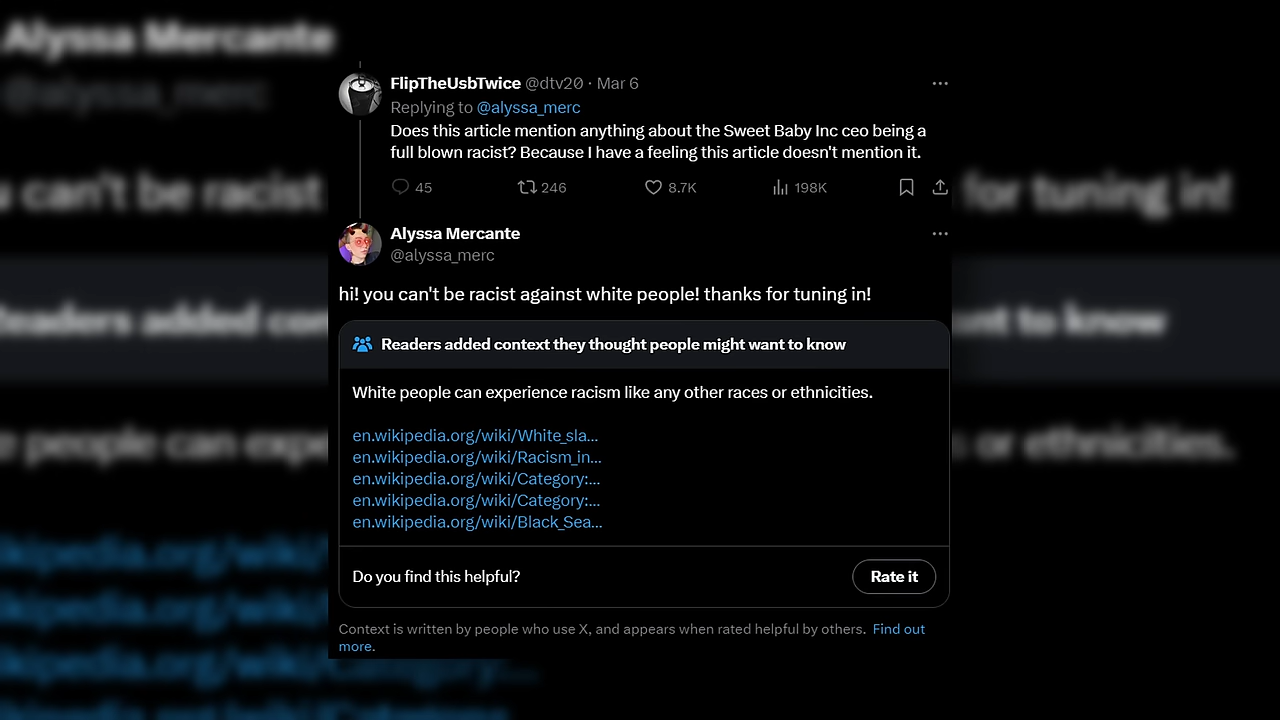 Alyssa Mercante
@alyssa_merc
FlipTheUsbTwice @dtv20 · Mar 6
Replying to @alyssa_merc
Does this article mention anything about the Sweet Baby Inc ceo being a
full blown racist? Because I have a feeling this article doesn't mention it.
45 246 8.7K 198K
Alyssa Mercante
@alyssa_merc
hi! you can't be racist against white people! thanks for tuning in!
Readers added context they thought people might want to know
White people can experience racism like any other races or ethnicities.
en.wikipedia.org/wiki/White_sla...
en.wikipedia.org/wiki/Racism_in...
en.wikipedia.org/wiki/Category:...
en.wikipedia.org/wiki/Category:...
en.wikipedia.org/wiki/Black_Sea...
Do you find this helpful? Rate it
Context is written by people who use X, and appears when rated helpful by others. Find out
more.